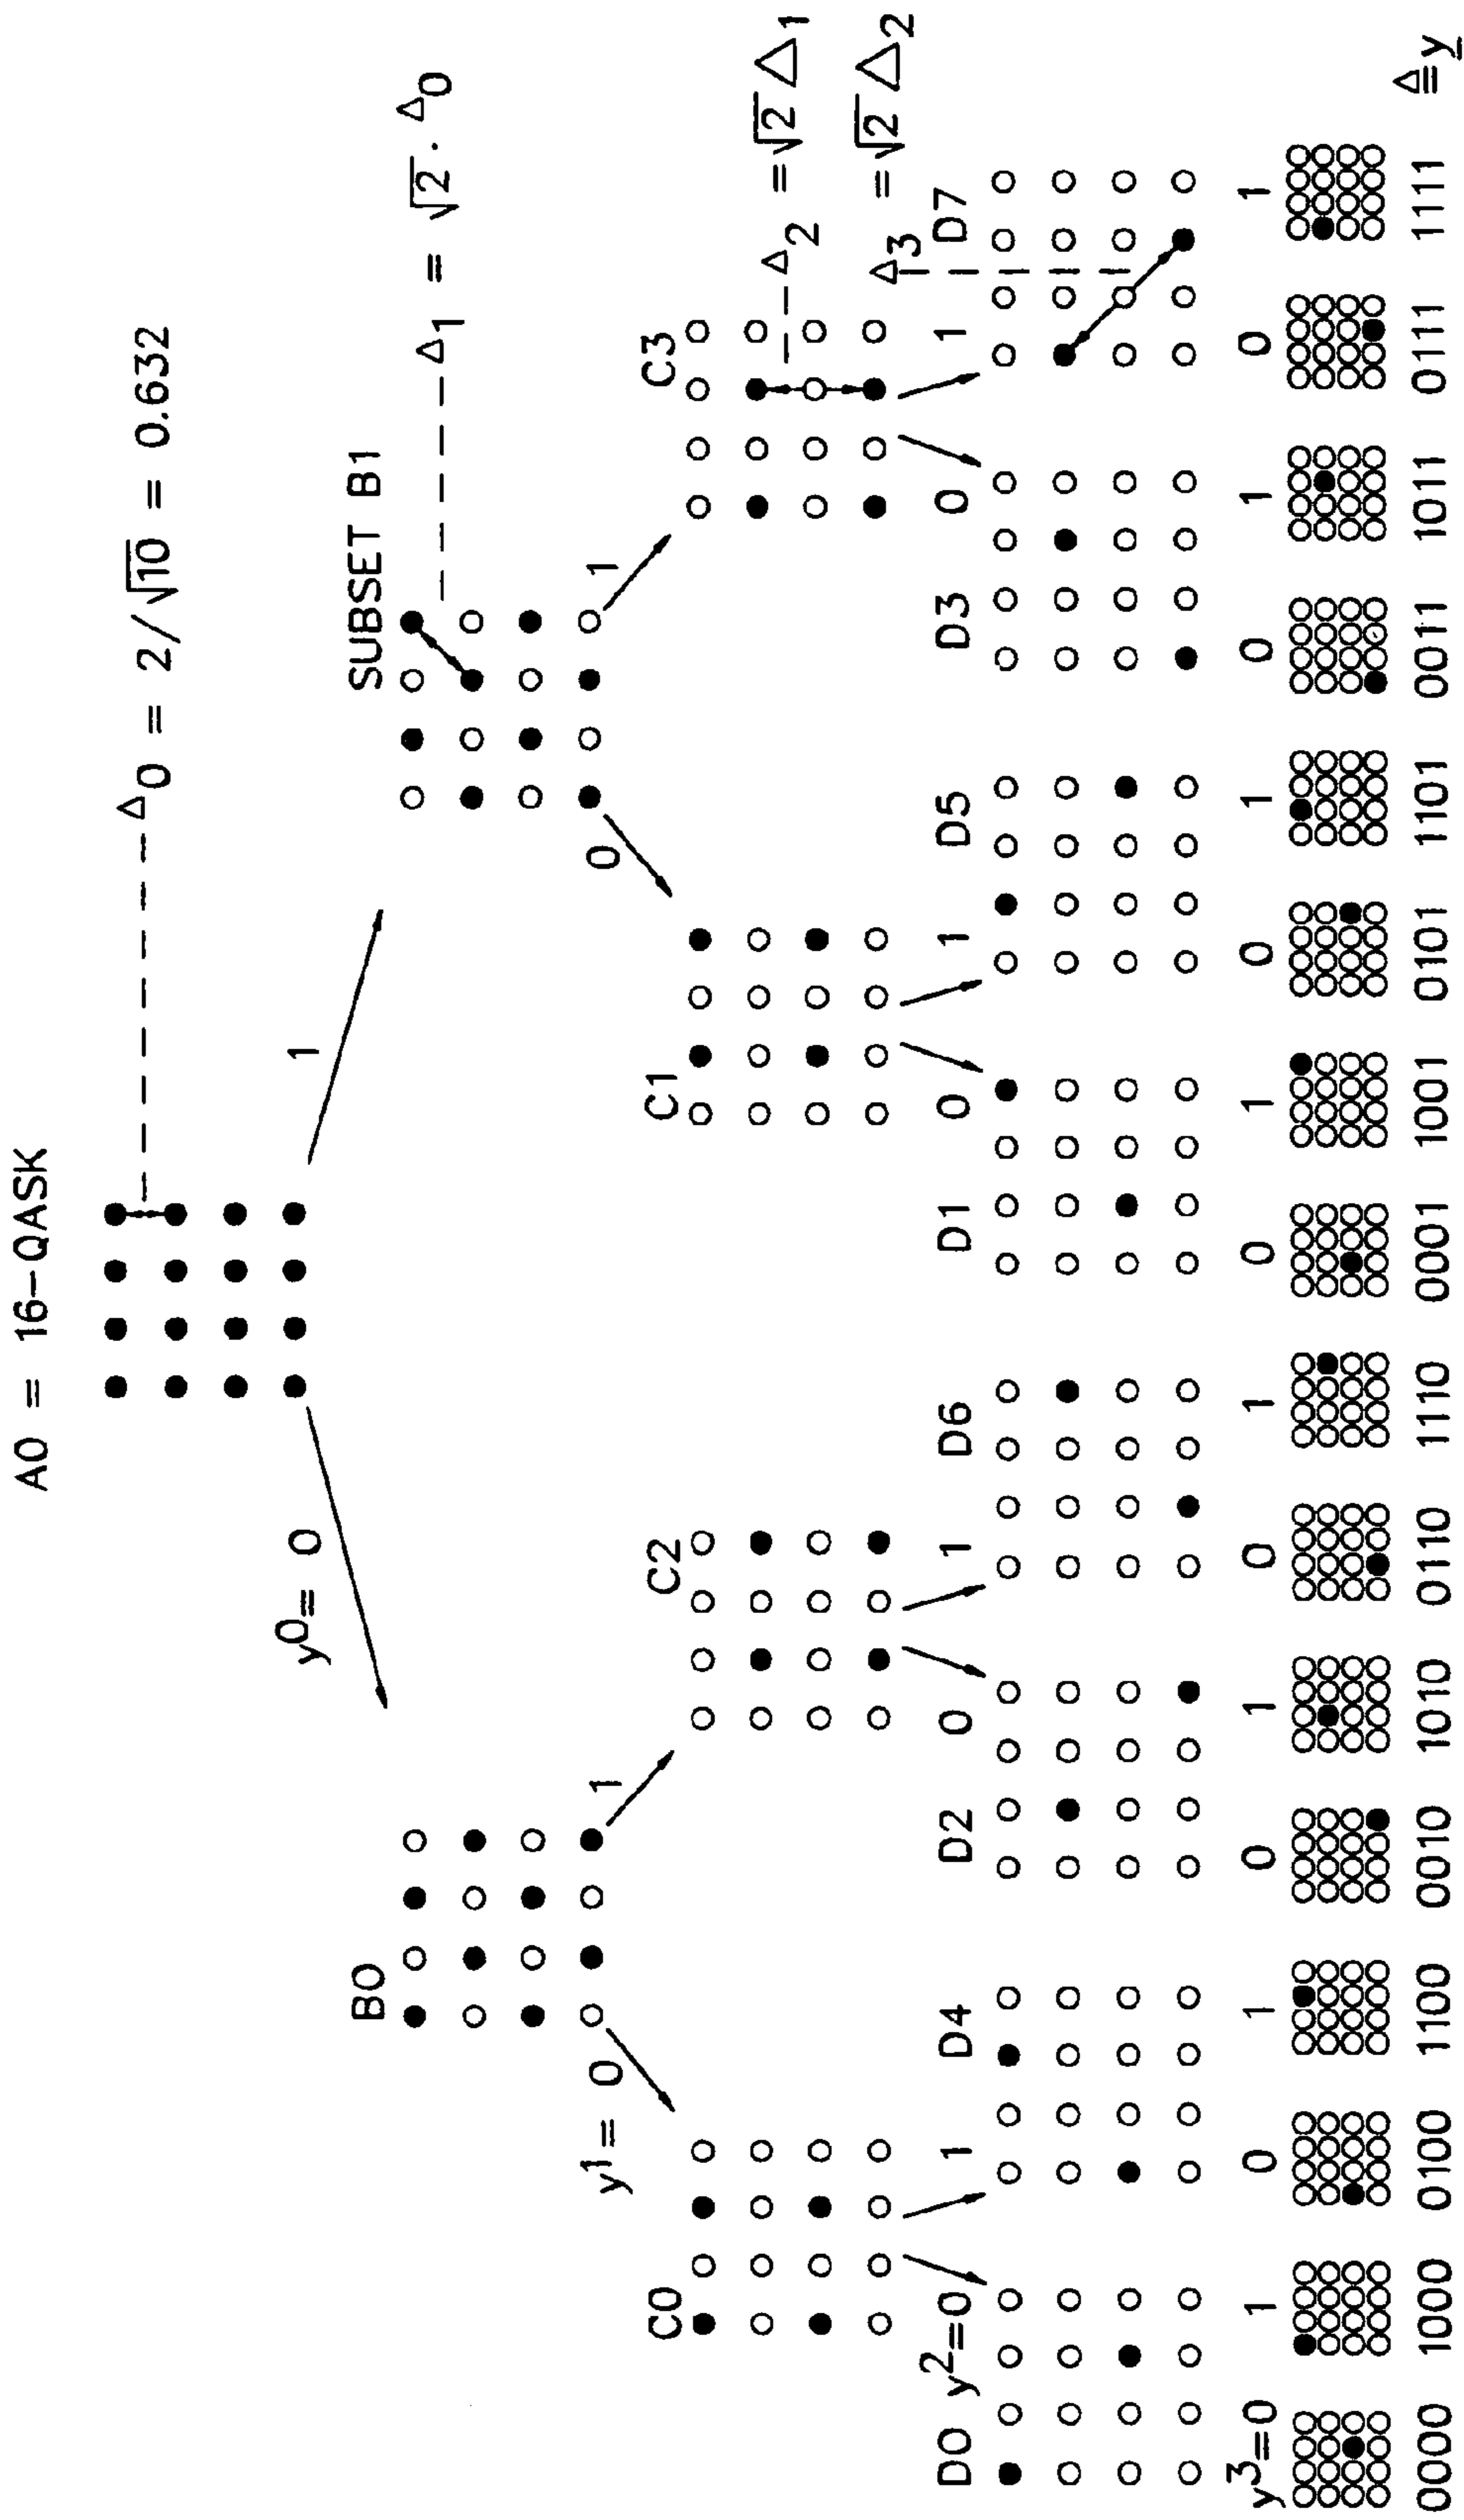 A0 = 16-QASK
Δ0 = 2/√10 = 0.632
y0= 0
1
B0
SUBSET B1
Δ1 = √2 · Δ0
y1= 0
1
0
1
C0
C2
C1
C3
Δ2 = √2 Δ1
y2=0
1
0
1
0
1
0
1
Δ3 = √2 Δ2
D0
D4
D2
D6
D1
D5
D3
D7
y3=0
1
0
1
0
1
0
1
0
1
0
1
0
1
0
1
0000
1000
0100
1100
0010
1010
0110
1110
0001
1001
0101
1101
0011
1011
0111
1111
≙y